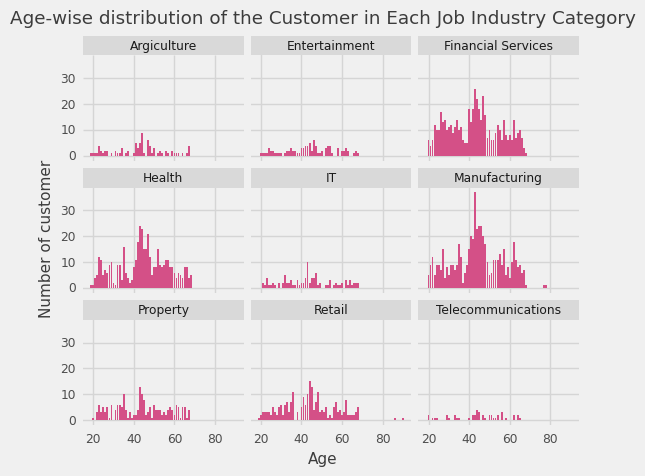 Age-wise distribution of the Customer in Each Job Industry Category
Argiculture Entertainment Financial Services
30
20
10
0
Health IT Manufacturing
30
20
10
0
Property Retail Telecommunications
30
20
10
0
20 40 60 80 20 40 60 80 20 40 60 80
Number of customer
Age